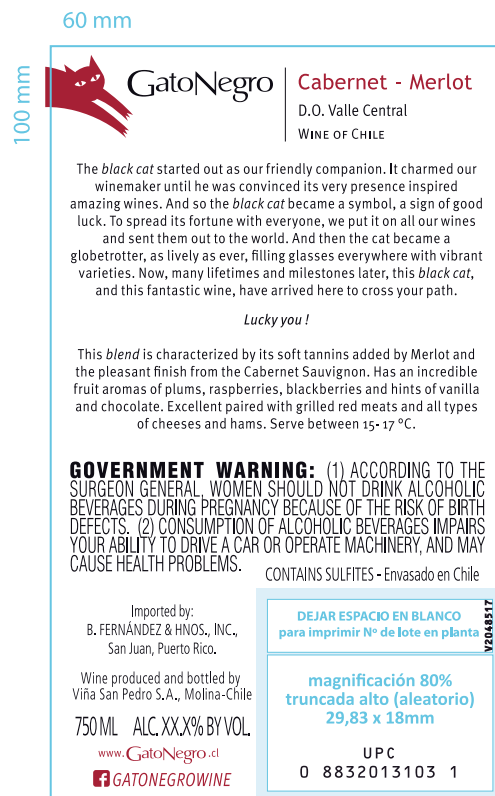 60 mm
100 mm
GatoNegro
Cabernet - Merlot
D.O. Valle Central
WINE OF CHILE
The black cat started out as our friendly companion. It charmed our
winemaker until he was convinced its very presence inspired
amazing wines. And so the black cat became a symbol, a sign of good
luck. To spread its fortune with everyone, we put it on all our wines
and sent them out to the world. And then the cat became a
globetrotter, as lively as ever, filling glasses everywhere with vibrant
varieties. Now, many lifetimes and milestones later, this black cat,
and this fantastic wine, have arrived here to cross your path.
Lucky you !
This blend is characterized by its soft tannins added by Merlot and
the pleasant finish from the Cabernet Sauvignon. Has an incredible
fruit aromas of plums, raspberries, blackberries and hints of vanilla
and chocolate. Excellent paired with grilled red meats and all types
of cheeses and hams. Serve between 15- 17 °C.
GOVERNMENT WARNING: (1) ACCORDING TO THE
SURGEON GENERAL, WOMEN SHOULD NOT DRINK ALCOHOLIC
BEVERAGES DURING PREGNANCY BECAUSE OF THE RISK OF BIRTH
DEFECTS. (2) CONSUMPTION OF ALCOHOLIC BEVERAGES IMPAIRS
YOUR ABILITY TO DRIVE A CAR OR OPERATE MACHINERY, AND MAY
CAUSE HEALTH PROBLEMS.
CONTAINS SULFITES - Envasado en Chile
Imported by:
B. FERNÁNDEZ & HNOS., INC.,
San Juan, Puerto Rico.
Wine produced and bottled by
Viña San Pedro S.A., Molina-Chile
750 ML ALC. XX.X% BY VOL.
www.GatoNegro.cl
GATONEGROWINE
DEJAR ESPACIO EN BLANCO
para imprimir Nº de lote en planta
V2048517
magnificación 80%
truncada alto (aleatorio)
29,83 x 18mm
UPC
0 8832013103 1